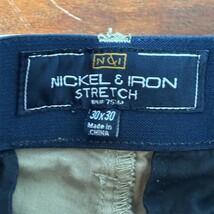 N&I
NICKEL & IRON
STRETCH
30x30
Made in
CHINA